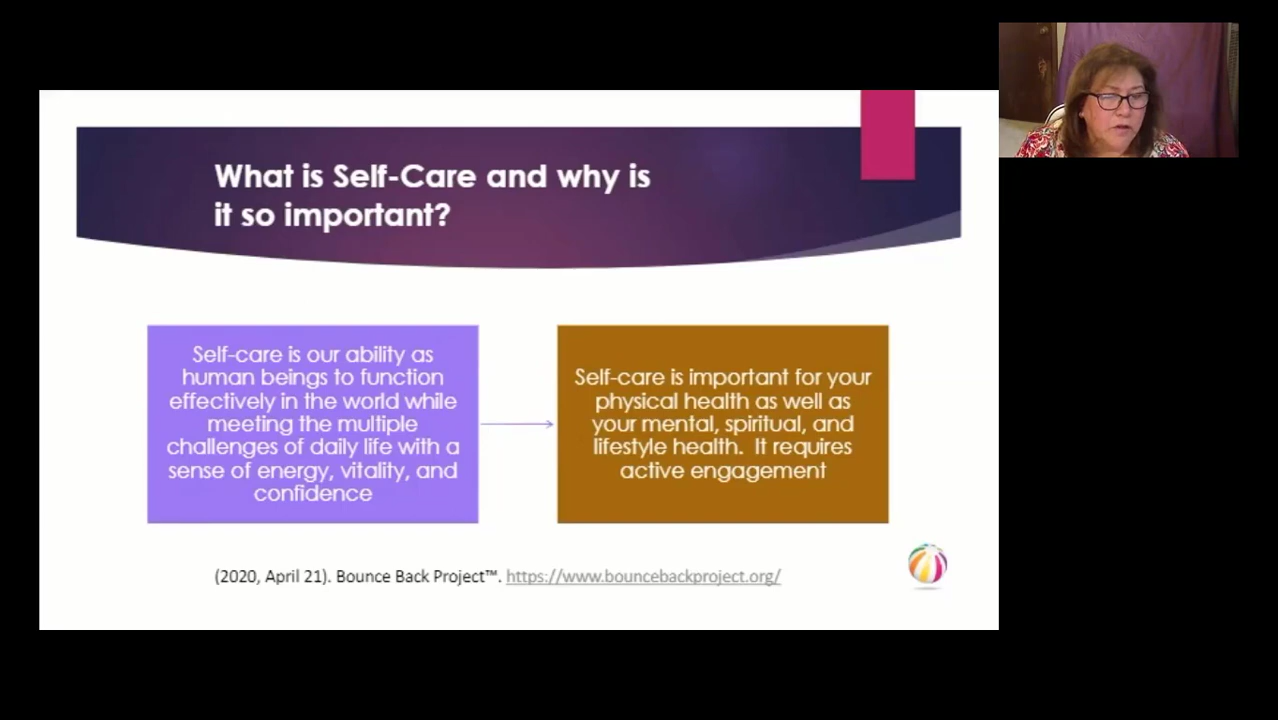 What is Self-Care and why is
it so important?
Self-care is our ability as
human beings to function
effectively in the world while
meeting the multiple
challenges of daily life with a
sense of energy, vitality, and
confidence
Self-care is important for your
physical health as well as
your mental, spiritual, and
lifestyle health.  It requires
active engagement
(2020, April 21). Bounce Back Project™. https://www.bouncebackproject.org/